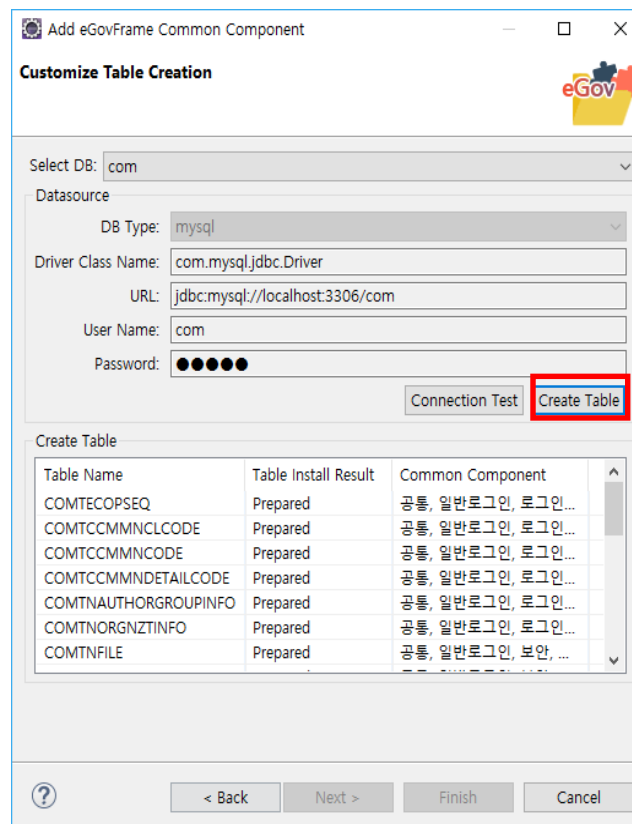 Add eGovFrame Common Component
Customize Table Creation
eGov
Select DB: com
Datasource
DB Type: mysql
Driver Class Name: com.mysql.jdbc.Driver
URL: jdbc:mysql://localhost:3306/com
User Name: com
Password: ●●●●●
Connection Test Create Table
Create Table
Table Name Table Install Result Common Component
COMTECOPSEQ Prepared 공통, 일반로그인, 로그인...
COMTCCMMNCLCODE Prepared 공통, 일반로그인, 로그인...
COMTCCMMNCODE Prepared 공통, 일반로그인, 로그인...
COMTCCMMNDETAILCODE Prepared 공통, 일반로그인, 로그인...
COMTNAUTHORGROUPINFO Prepared 공통, 일반로그인, 로그인...
COMTNORGNZTINFO Prepared 공통, 일반로그인, 로그인...
COMTNFILE Prepared 공통, 일반로그인, 보안, ...
? < Back Next > Finish Cancel